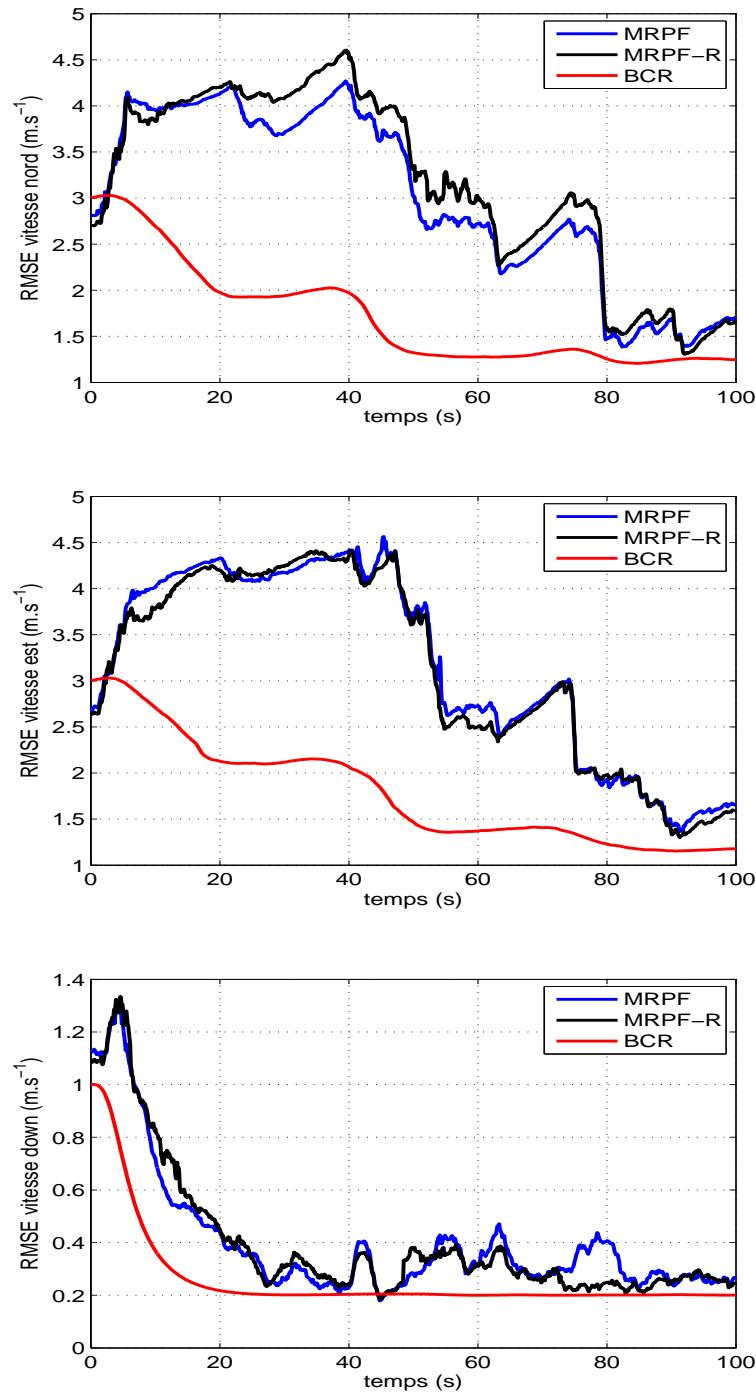 5
4.5
4
3.5
3
2.5
2
1.5
1
RMSE vitesse nord (m.s⁻¹)
MRPF
MRPF−R
BCR
0 20 40 60 80 100
temps (s)
5
4.5
4
3.5
3
2.5
2
1.5
1
RMSE vitesse est (m.s⁻¹)
MRPF
MRPF−R
BCR
0 20 40 60 80 100
temps (s)
1.4
1.2
1
0.8
0.6
0.4
0.2
0
RMSE vitesse down (m.s⁻¹)
MRPF
MRPF−R
BCR
0 20 40 60 80 100
temps (s)